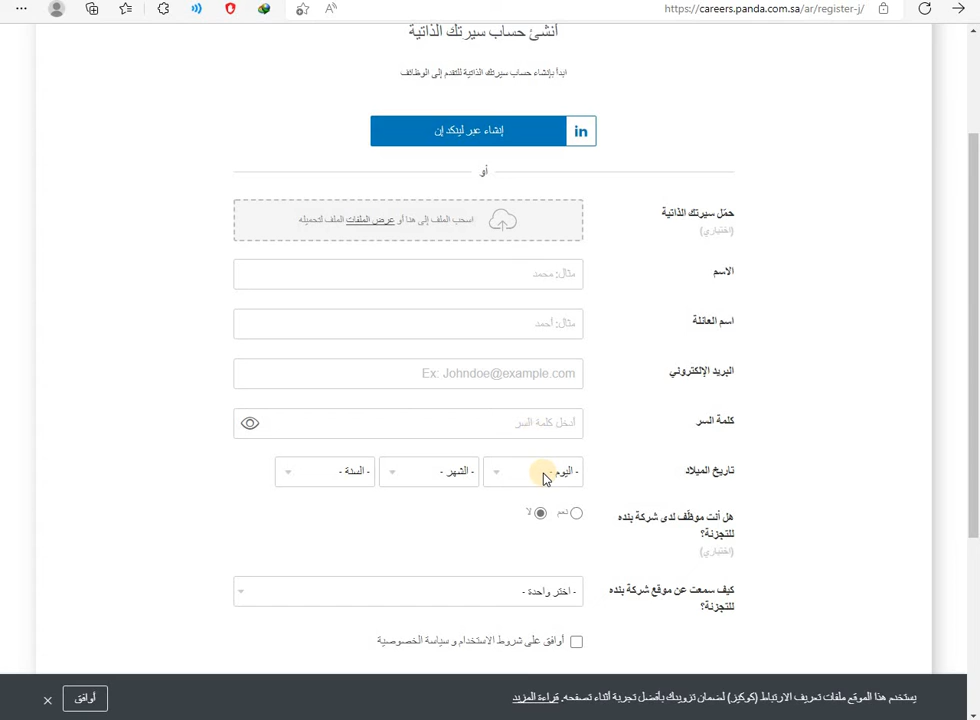 https://careers.panda.com.sa/ar/register-j/
أنشئ حساب سيرتك الذاتية
ابدأ بإنشاء حساب سيرتك الذاتية للتقدم إلى الوظائف
إنشاء عبر لينكد إن
in
أو
حمّل سيرتك الذاتية
(اختياري)
اسحب الملف إلى هنا أو عرض الملفات الملف لتحميله
الاسم
مثال: محمد
اسم العائلة
مثال: أحمد
البريد الإلكتروني
Ex: Johndoe@example.com
كلمة السر
أدخل كلمة السر
تاريخ الميلاد
- اليوم -
- الشهر -
- السنة -
هل أنت موظّف لدى شركة بنده
للتجزئة؟
(اختياري)
نعم
لا
كيف سمعت عن موقع شركة بنده
للتجزئة؟
- اختر واحدة -
أوافق على شروط الاستخدام و سياسة الخصوصية
يستخدم هذا الموقع ملفات تعريف الارتباط (كوكيز) لضمان تزويدك بأفضل تجربة أثناء تصفحه. قراءة المزيد
أوافق